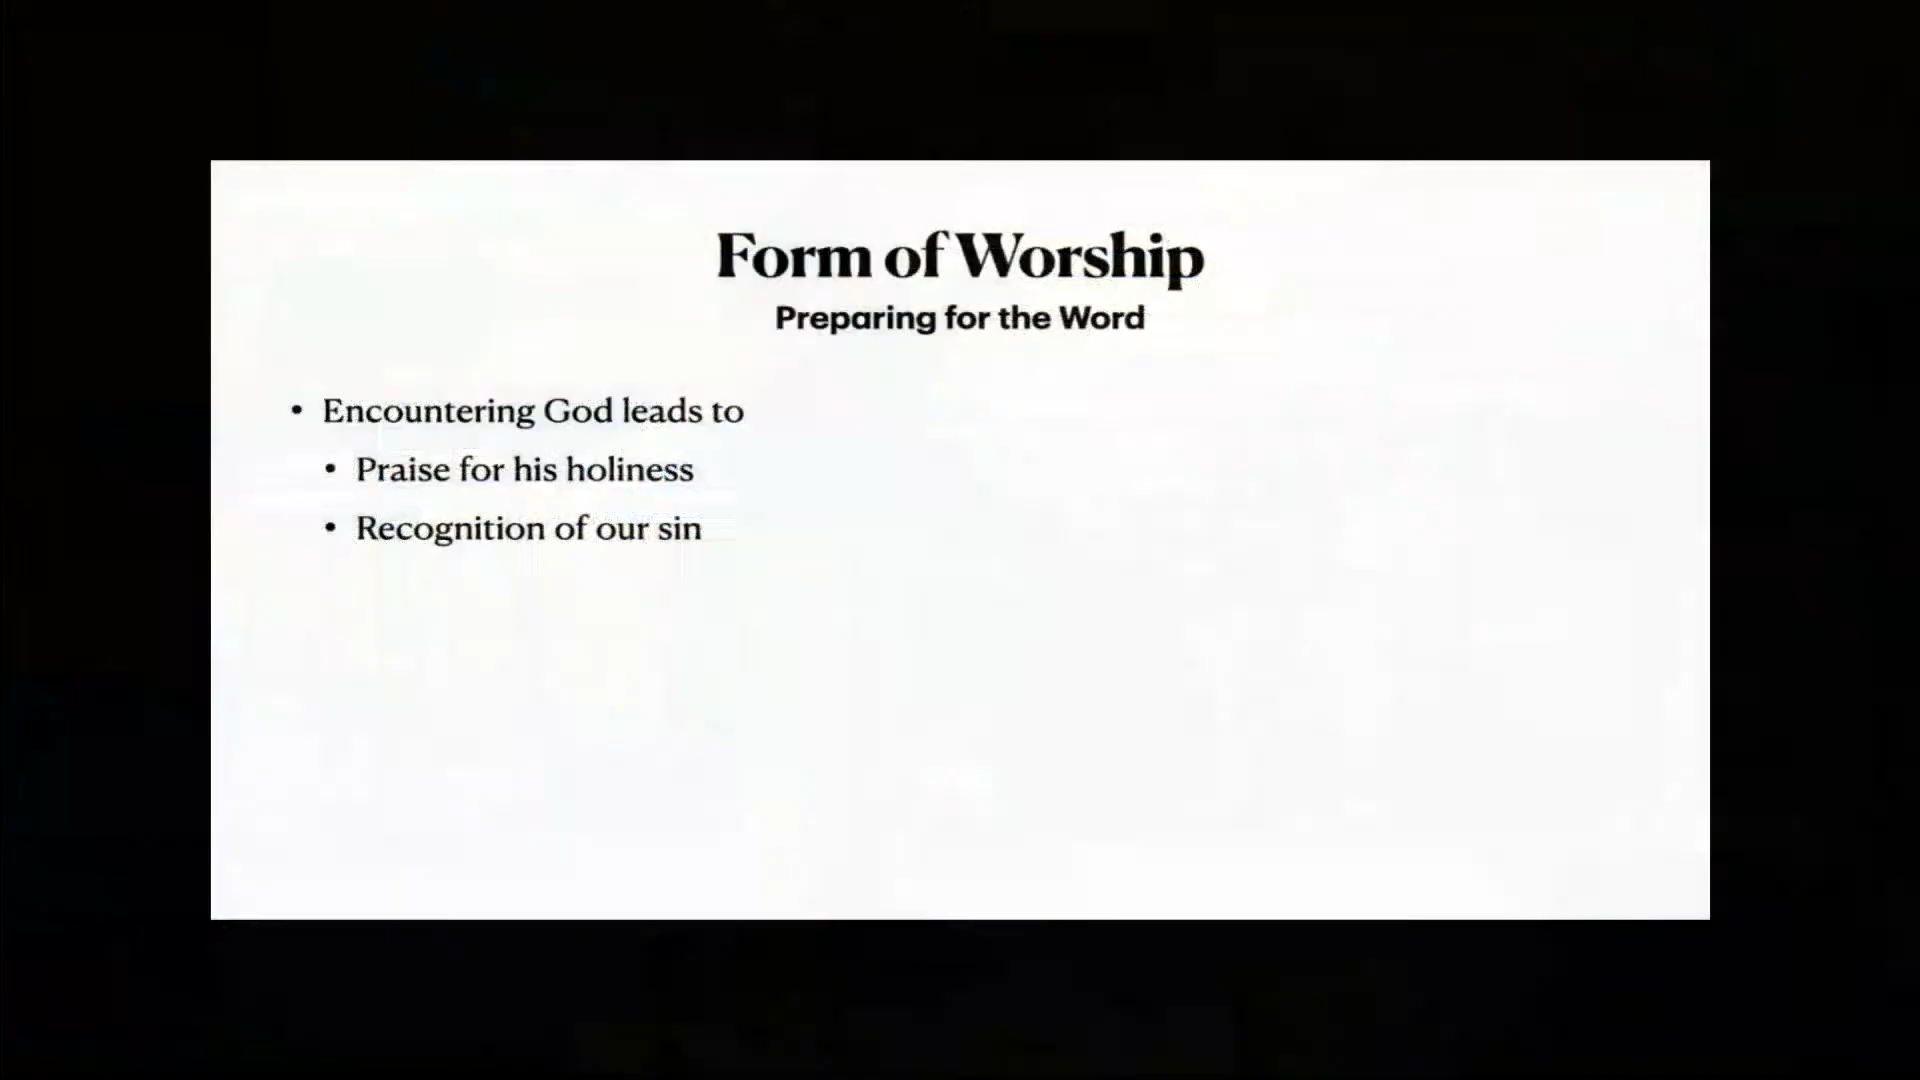 Form of Worship
Preparing for the Word
• Encountering God leads to
• Praise for his holiness
• Recognition of our sin